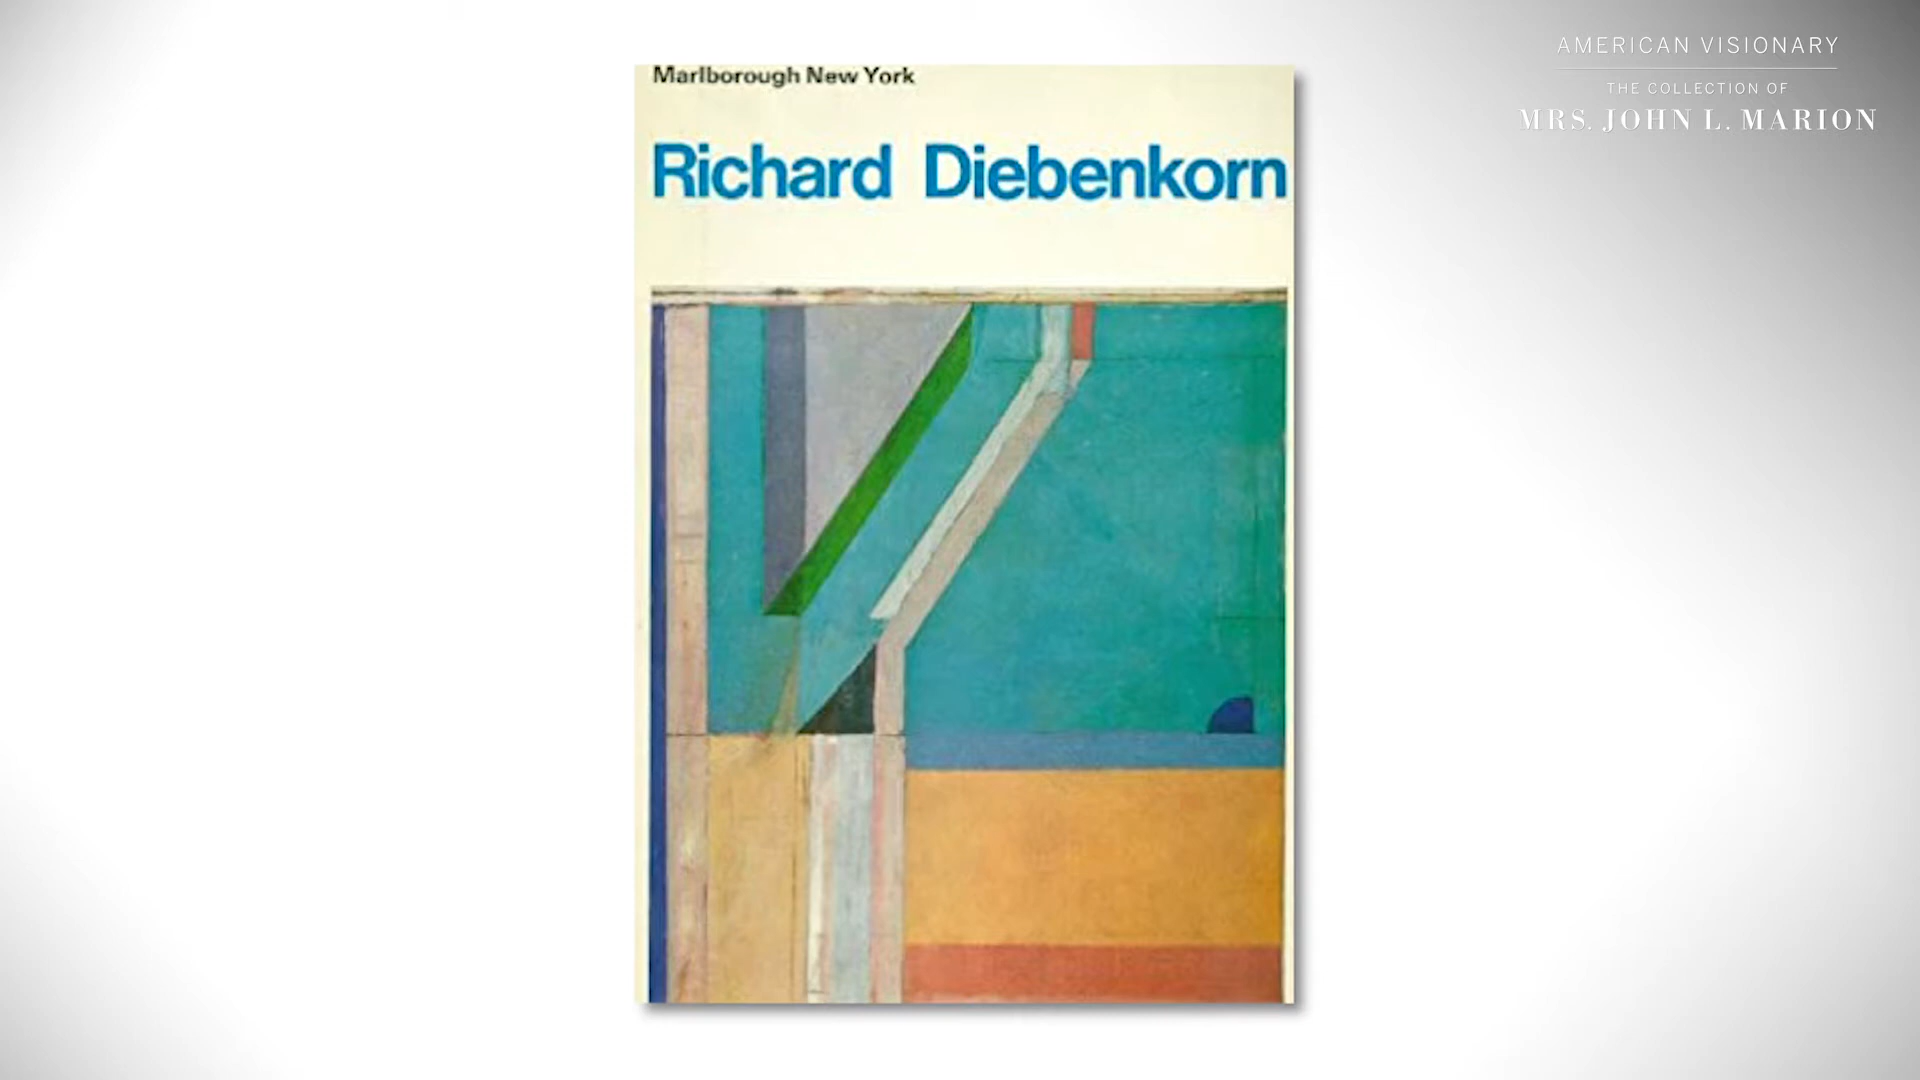 Marlborough New York
Richard Diebenkorn
AMERICAN VISIONARY
THE COLLECTION OF
MRS. JOHN L. MARION